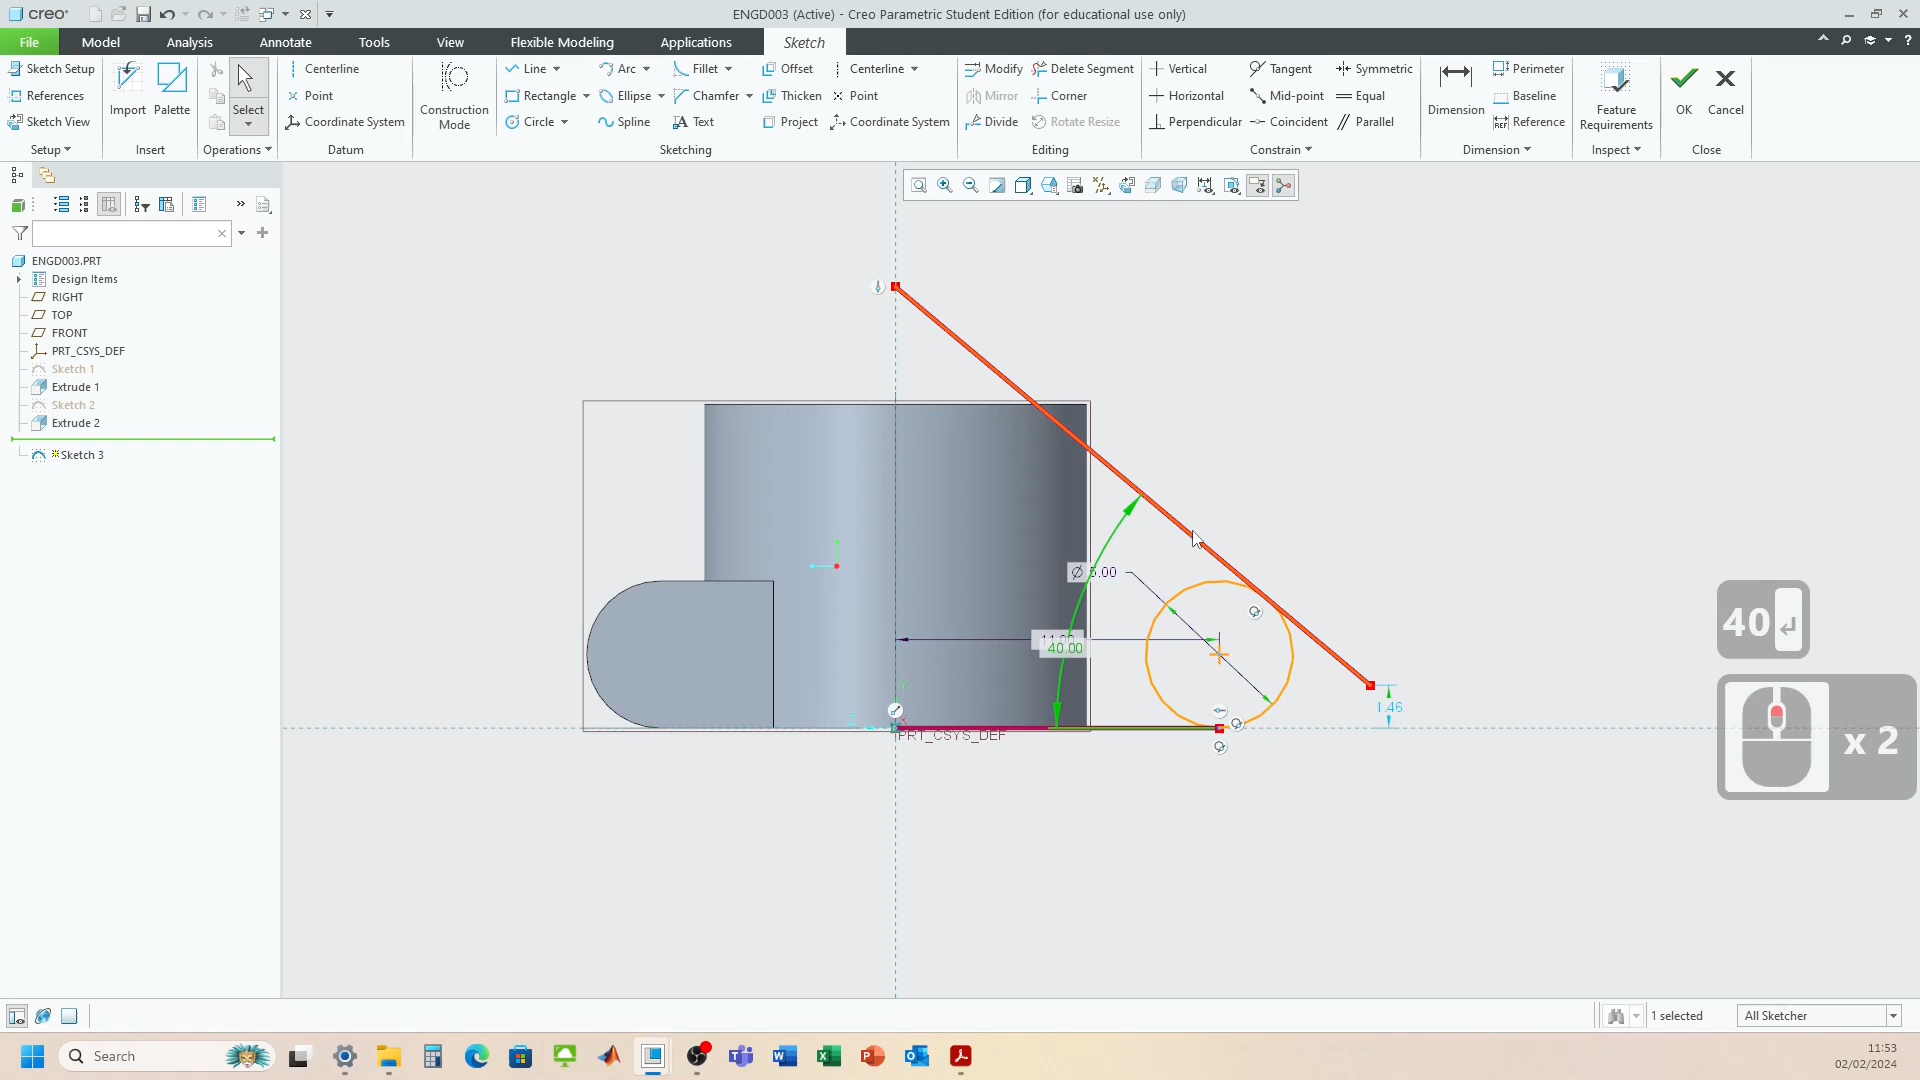 creo
ENGD003 (Active) - Creo Parametric Student Edition (for educational use only)
File Model Analysis Annotate Tools View Flexible Modeling Applications Sketch
Sketch Setup
References
Sketch View
Setup
Import Palette
Insert
Select
Operations
Centerline
Point
Coordinate System
Datum
Construction
Mode
Line Arc Fillet Offset Centerline
Rectangle Ellipse Chamfer Thicken Point
Circle Spline Text Project Coordinate System
Sketching
Modify Delete Segment
Mirror Corner
Divide Rotate Resize
Editing
Vertical Tangent Symmetric
Horizontal Mid-point Equal
Perpendicular Coincident Parallel
Constrain
Dimension
Perimeter
Baseline
Reference
Dimension
Feature
Requirements
Inspect
OK Cancel
Close
ENGD003.PRT
Design Items
RIGHT
TOP
FRONT
PRT_CSYS_DEF
Sketch 1
Extrude 1
Sketch 2
Extrude 2
Sketch 3
Ø 5.00
11.00
40.00
1.46
Y
Z
X
PRT_CSYS_DEF
40
x 2
1 selected
All Sketcher
Search
11:53
02/02/2024